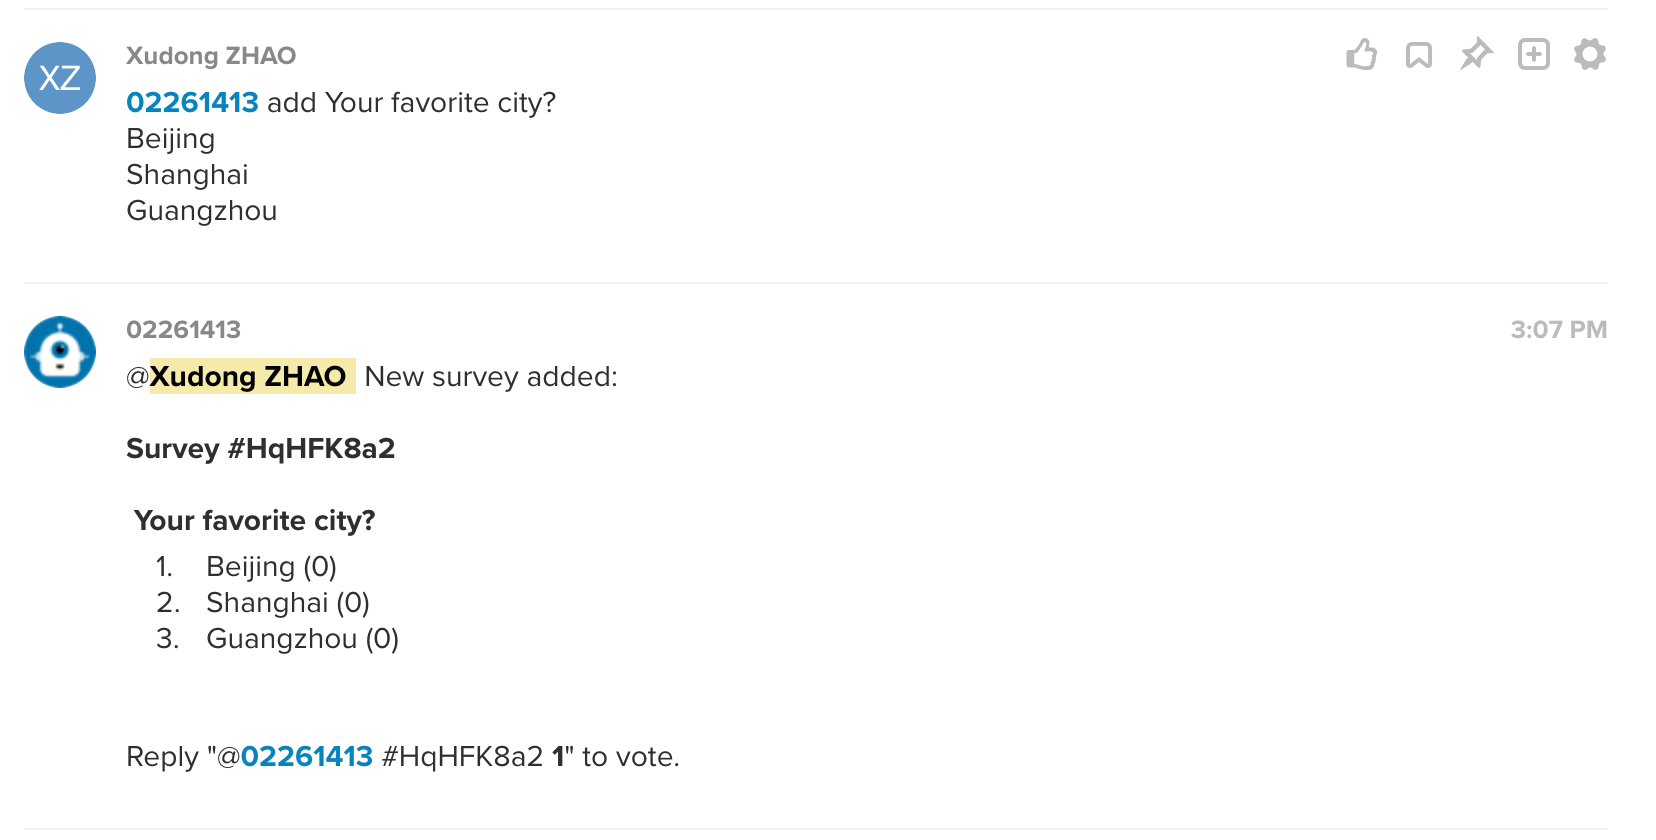 XZ
Xudong ZHAO
02261413 add Your favorite city?
Beijing
Shanghai
Guangzhou
02261413
3:07 PM
@Xudong ZHAO New survey added:
Survey #HqHFK8a2
Your favorite city?
1. Beijing (0)
2. Shanghai (0)
3. Guangzhou (0)
Reply "@02261413 #HqHFK8a2 1" to vote.